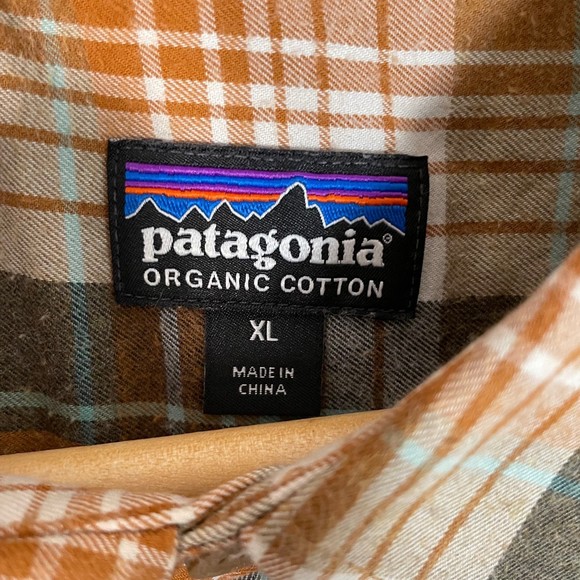 patagonia®
ORGANIC COTTON
XL
MADE IN
CHINA